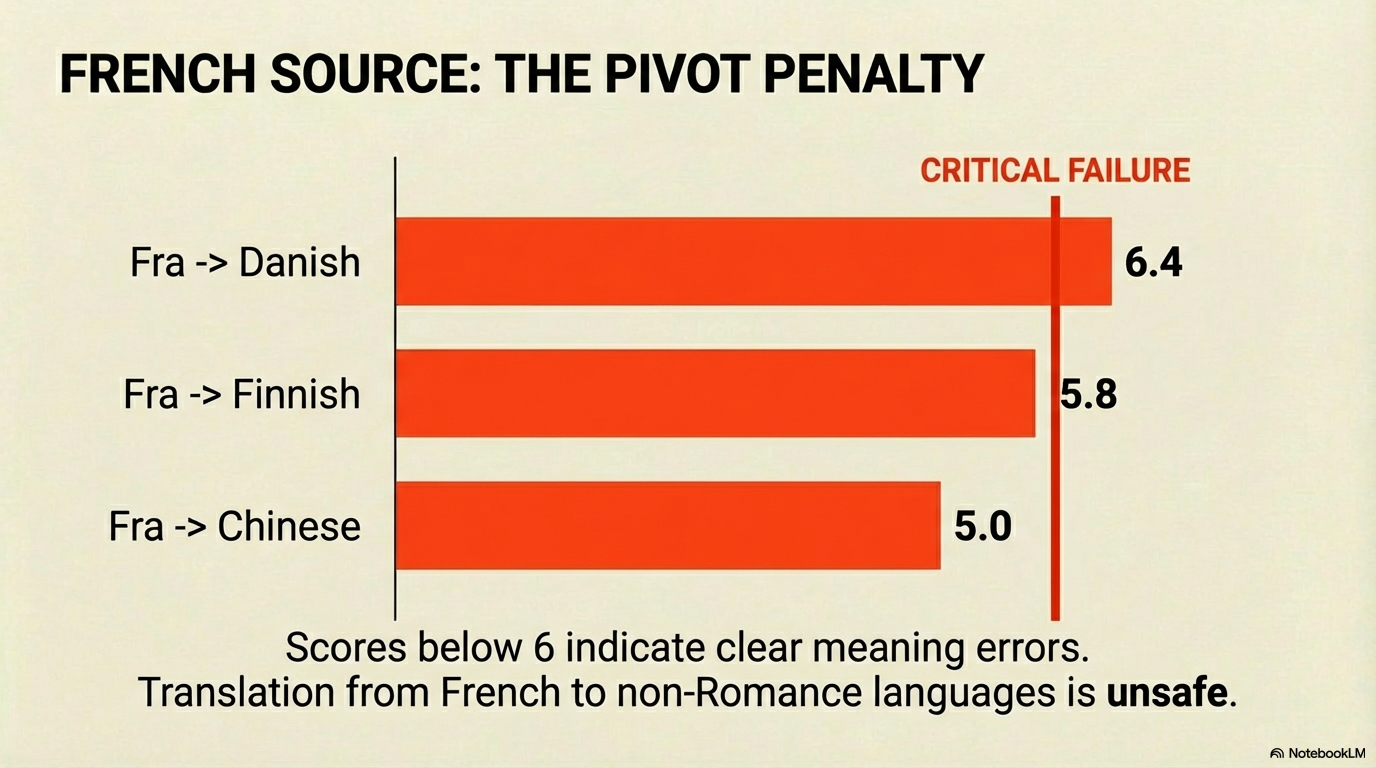 FRENCH SOURCE: THE PIVOT PENALTY
CRITICAL FAILURE
Fra -> Danish
6.4
Fra -> Finnish
5.8
Fra -> Chinese
5.0
Scores below 6 indicate clear meaning errors.
Translation from French to non-Romance languages is unsafe.
NotebookLM